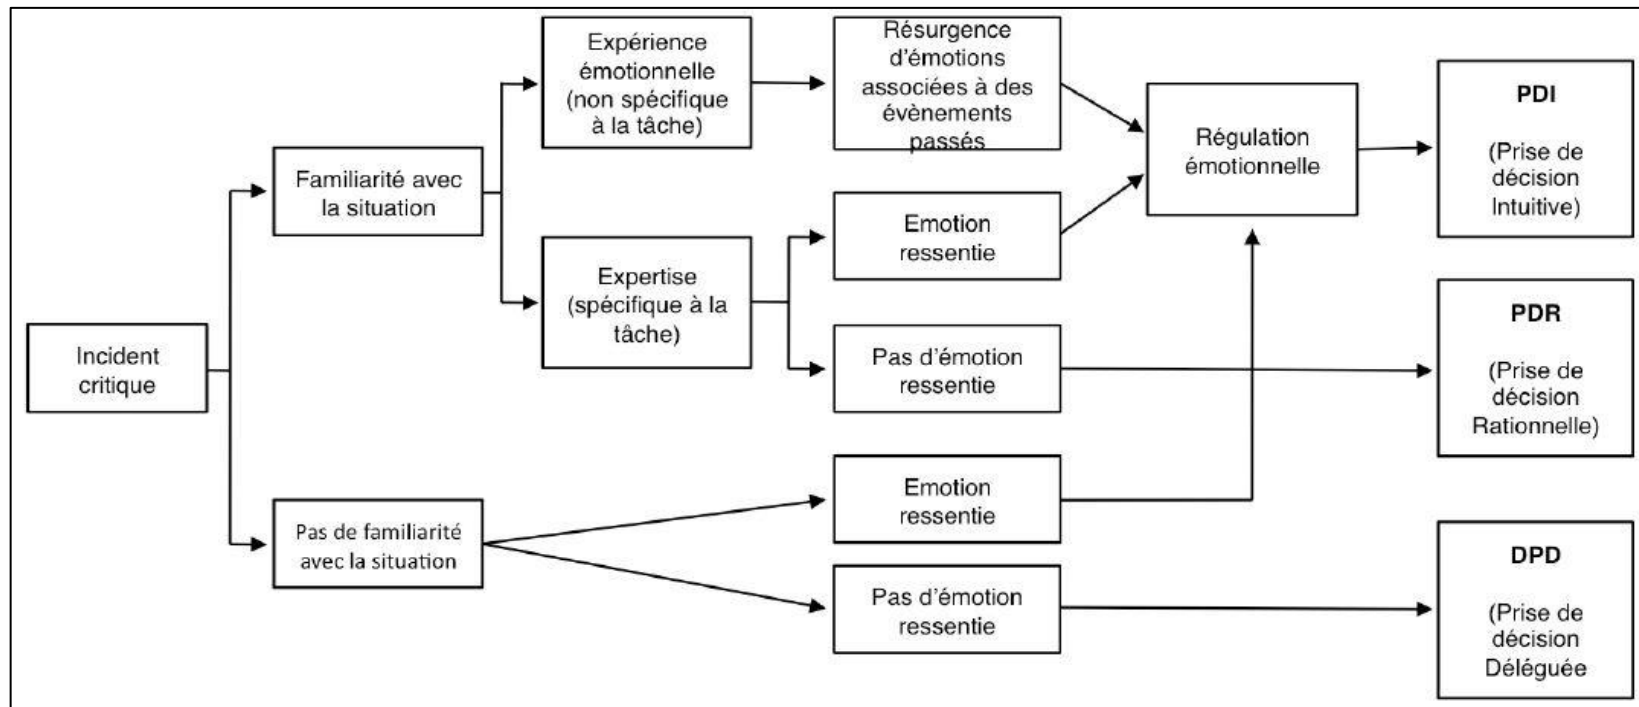 Incident
critique
Familiarité avec
la situation
Pas de familiarité
avec la situation
Expérience
émotionnelle
(non spécifique
à la tâche)
Expertise
(spécifique à la
tâche)
Résurgence
d'émotions
associées à des
évènements
passés
Emotion
ressentie
Pas d'émotion
ressentie
Emotion
ressentie
Pas d'émotion
ressentie
Régulation
émotionnelle
PDI
(Prise de
décision
Intuitive)
PDR
(Prise de
décision
Rationnelle)
DPD
(Prise de
décision
Déléguée